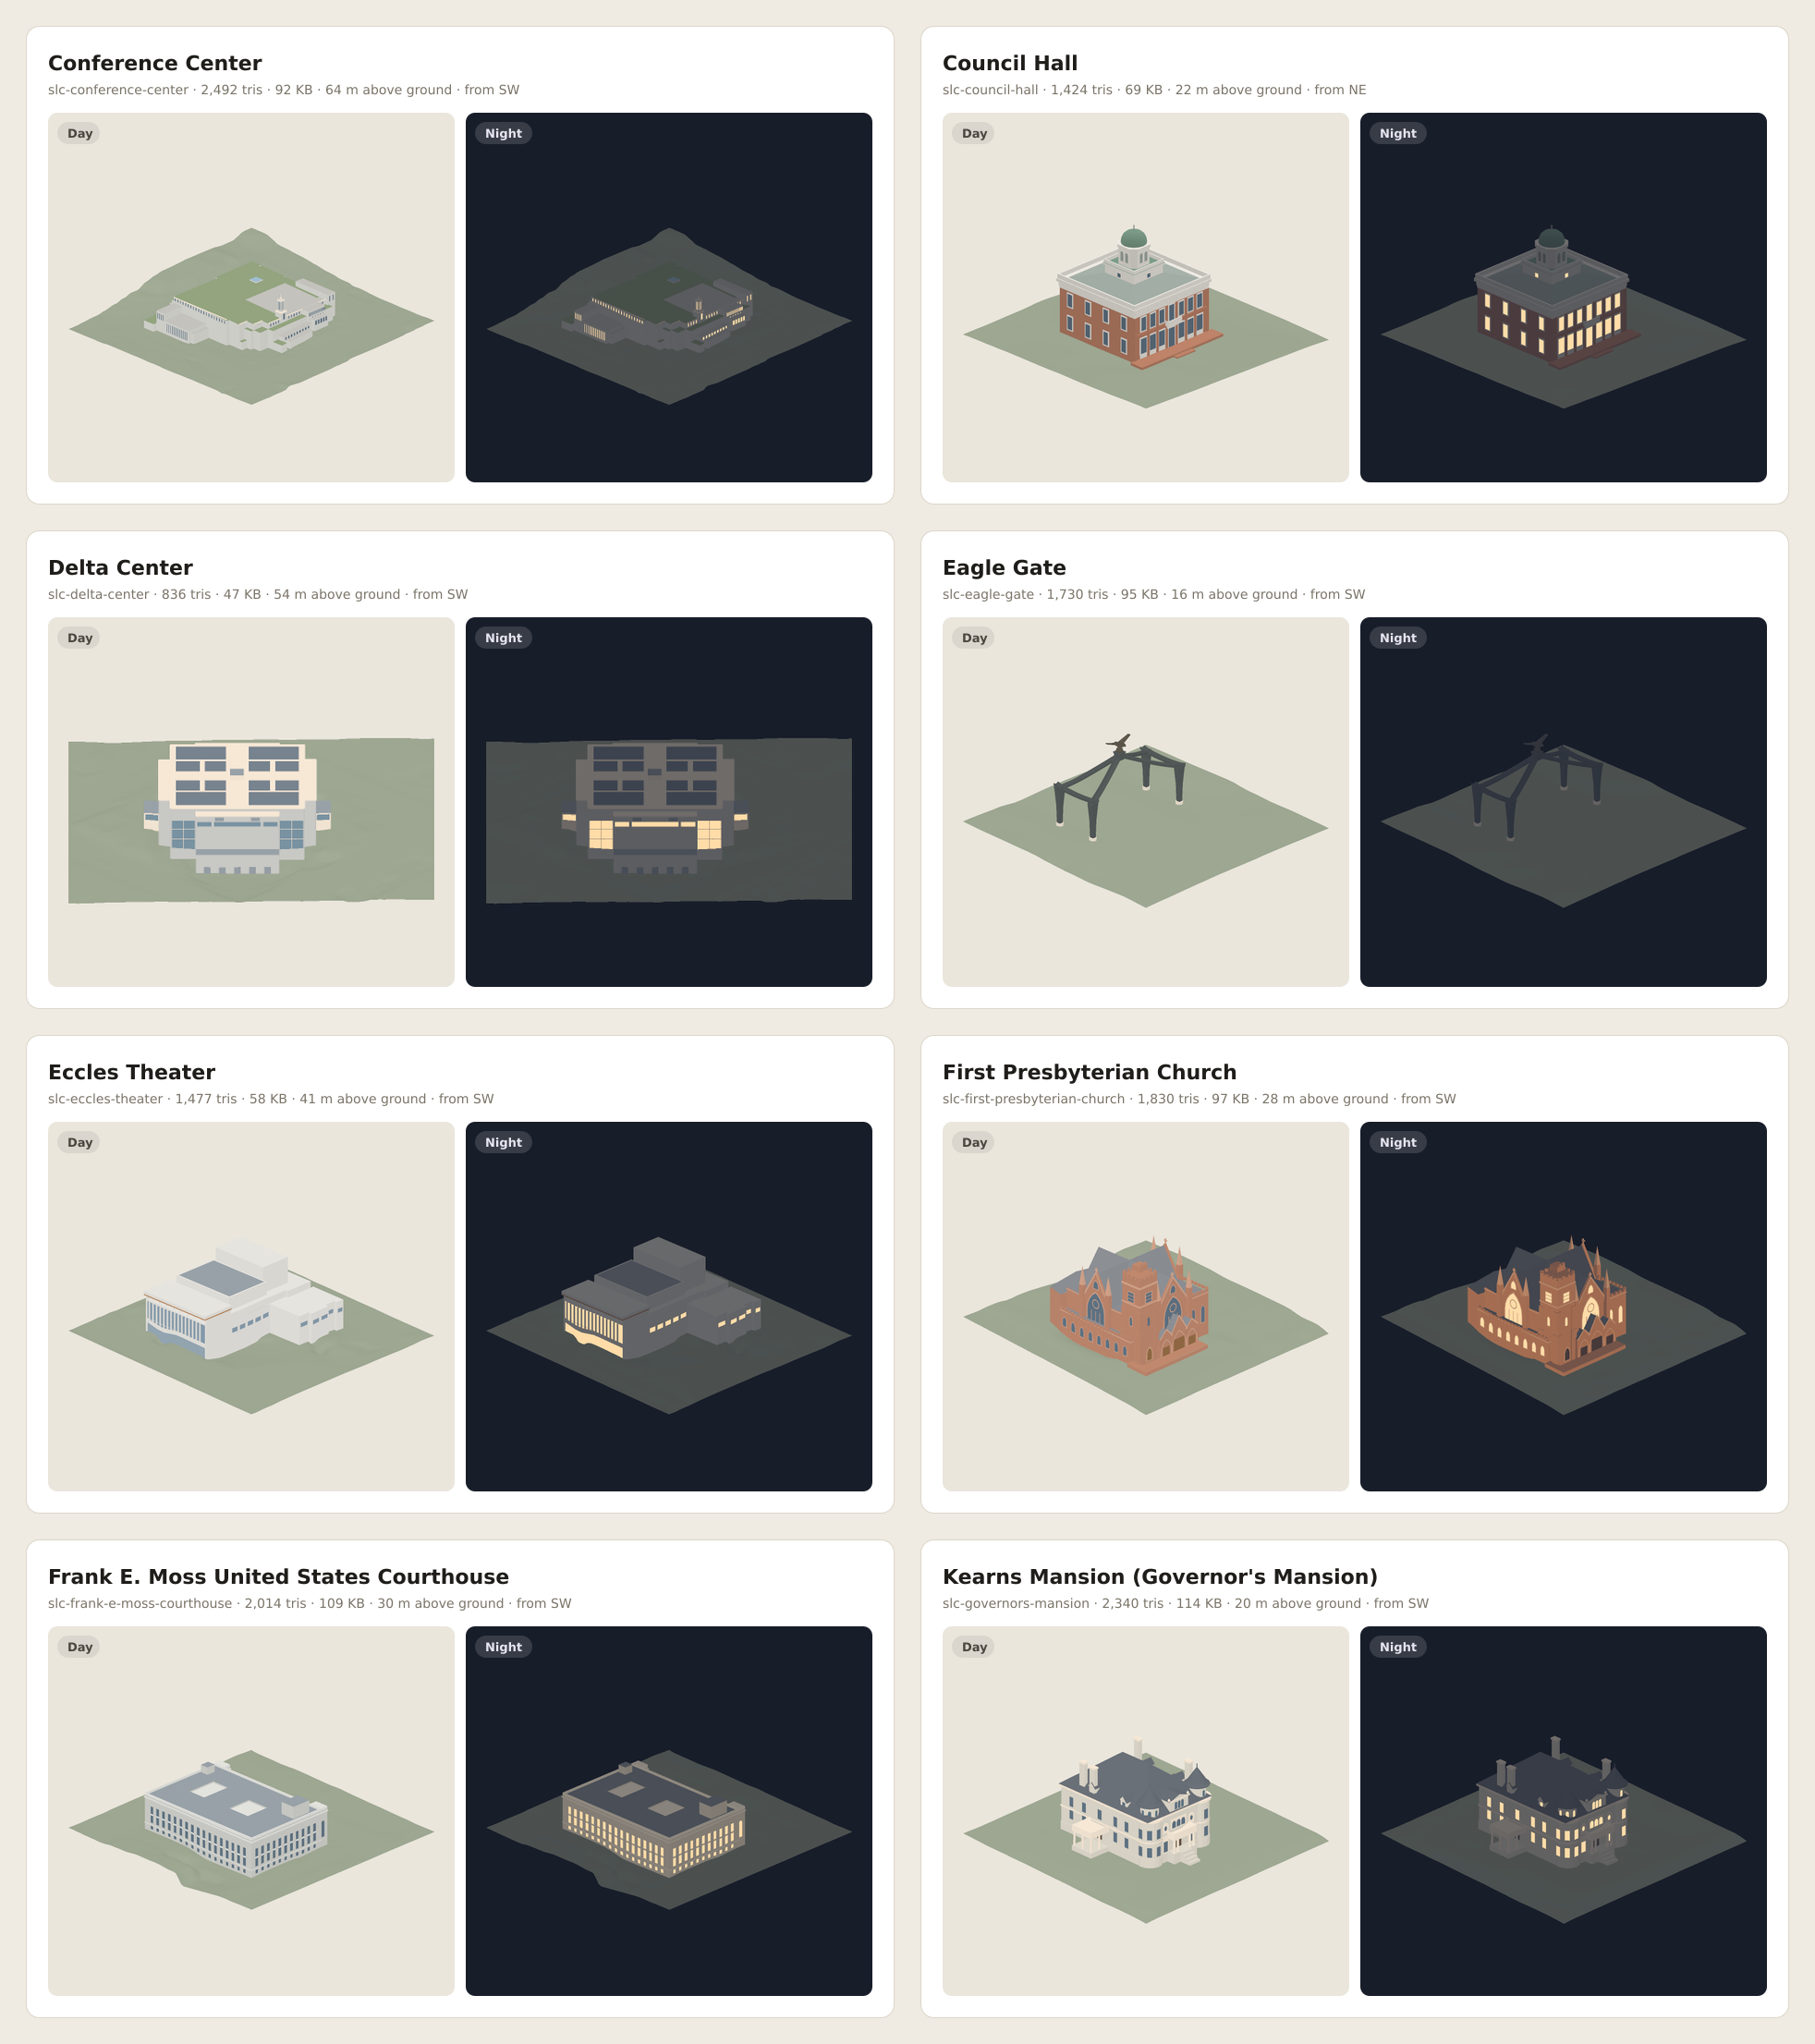 Conference Center
slc-conference-center · 2,492 tris · 92 KB · 64 m above ground · from SW
Day
Night
Council Hall
slc-council-hall · 1,424 tris · 69 KB · 22 m above ground · from NE
Day
Night
Delta Center
slc-delta-center · 836 tris · 47 KB · 54 m above ground · from SW
Day
Night
Eagle Gate
slc-eagle-gate · 1,730 tris · 95 KB · 16 m above ground · from SW
Day
Night
Eccles Theater
slc-eccles-theater · 1,477 tris · 58 KB · 41 m above ground · from SW
Day
Night
First Presbyterian Church
slc-first-presbyterian-church · 1,830 tris · 97 KB · 28 m above ground · from SW
Day
Night
Frank E. Moss United States Courthouse
slc-frank-e-moss-courthouse · 2,014 tris · 109 KB · 30 m above ground · from SW
Day
Night
Kearns Mansion (Governor's Mansion)
slc-governors-mansion · 2,340 tris · 114 KB · 20 m above ground · from SW
Day
Night